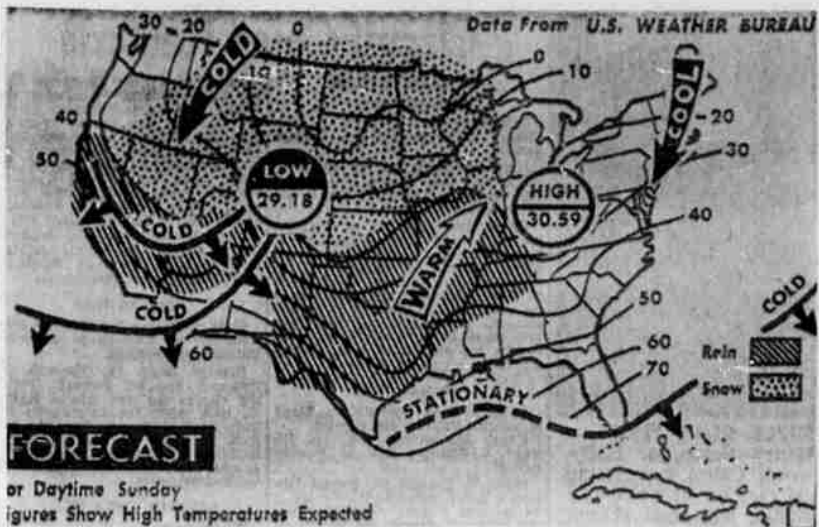 Data From U.S. WEATHER BUREAU
30 -20
0
COLD
10
0
10
COOL
20
30
40
50
LOW
29.18
HIGH
30.59
COLD
WARM
40
COLD
COLD
50
60
60
70
Rain
Snow
STATIONARY
FORECAST
or Daytime Sunday
igures Show High Temperatures Expected